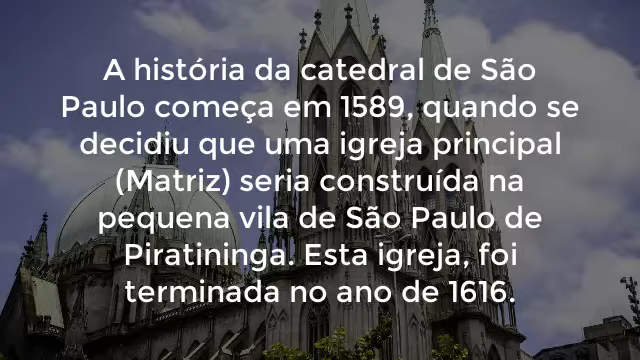 A história da catedral de São
Paulo começa em 1589, quando se
decidiu que uma igreja principal
(Matriz) seria construída na
pequena vila de São Paulo de
Piratininga. Esta igreja, foi
terminada no ano de 1616.